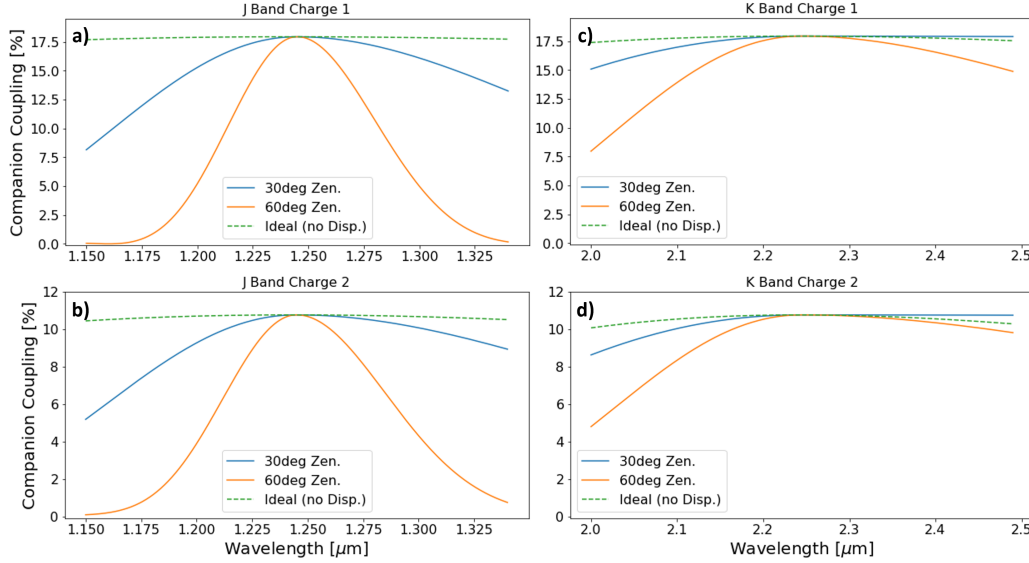 J Band Charge 1
K Band Charge 1
a)
c)
Companion Coupling [%]
17.5
15.0
12.5
10.0
7.5
5.0
2.5
0.0
30deg Zen.
60deg Zen.
Ideal (no Disp.)
1.150 1.175 1.200 1.225 1.250 1.275 1.300 1.325
17.5
15.0
12.5
10.0
7.5
5.0
2.5
0.0
30deg Zen.
60deg Zen.
Ideal (no Disp.)
2.0 2.1 2.2 2.3 2.4 2.5
J Band Charge 2
K Band Charge 2
b)
d)
Companion Coupling [%]
12
10
8
6
4
2
0
30deg Zen.
60deg Zen.
Ideal (no Disp.)
1.150 1.175 1.200 1.225 1.250 1.275 1.300 1.325
Wavelength [μm]
12
10
8
6
4
2
0
30deg Zen.
60deg Zen.
Ideal (no Disp.)
2.0 2.1 2.2 2.3 2.4 2.5
Wavelength [μm]